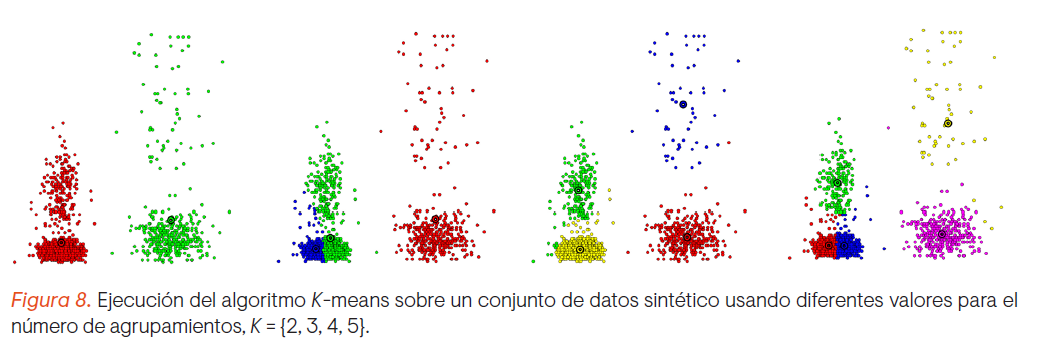 Figura 8. Ejecución del algoritmo K-means sobre un conjunto de datos sintético usando diferentes valores para el
número de agrupamientos, K = {2, 3, 4, 5}.